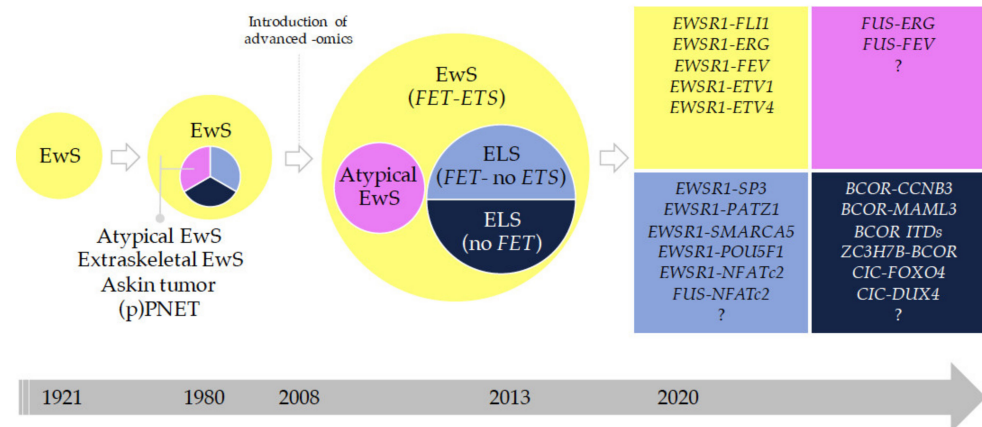 Introduction of
advanced -omics
EwS
EwS
Atypical EwS
Extraskeletal EwS
Askin tumor
(p)PNET
EwS
(FET-ETS)
Atypical
EwS
ELS
(FET- no ETS)
ELS
(no FET)
EWSR1-FLI1
EWSR1-ERG
EWSR1-FEV
EWSR1-ETV1
EWSR1-ETV4
FUS-ERG
FUS-FEV
?
EWSR1-SP3
EWSR1-PATZ1
EWSR1-SMARCA5
EWSR1-POU5F1
EWSR1-NFATc2
FUS-NFATc2
?
BCOR-CCNB3
BCOR-MAML3
BCOR ITDs
ZC3H7B-BCOR
CIC-FOXO4
CIC-DUX4
?
1921 1980 2008 2013 2020